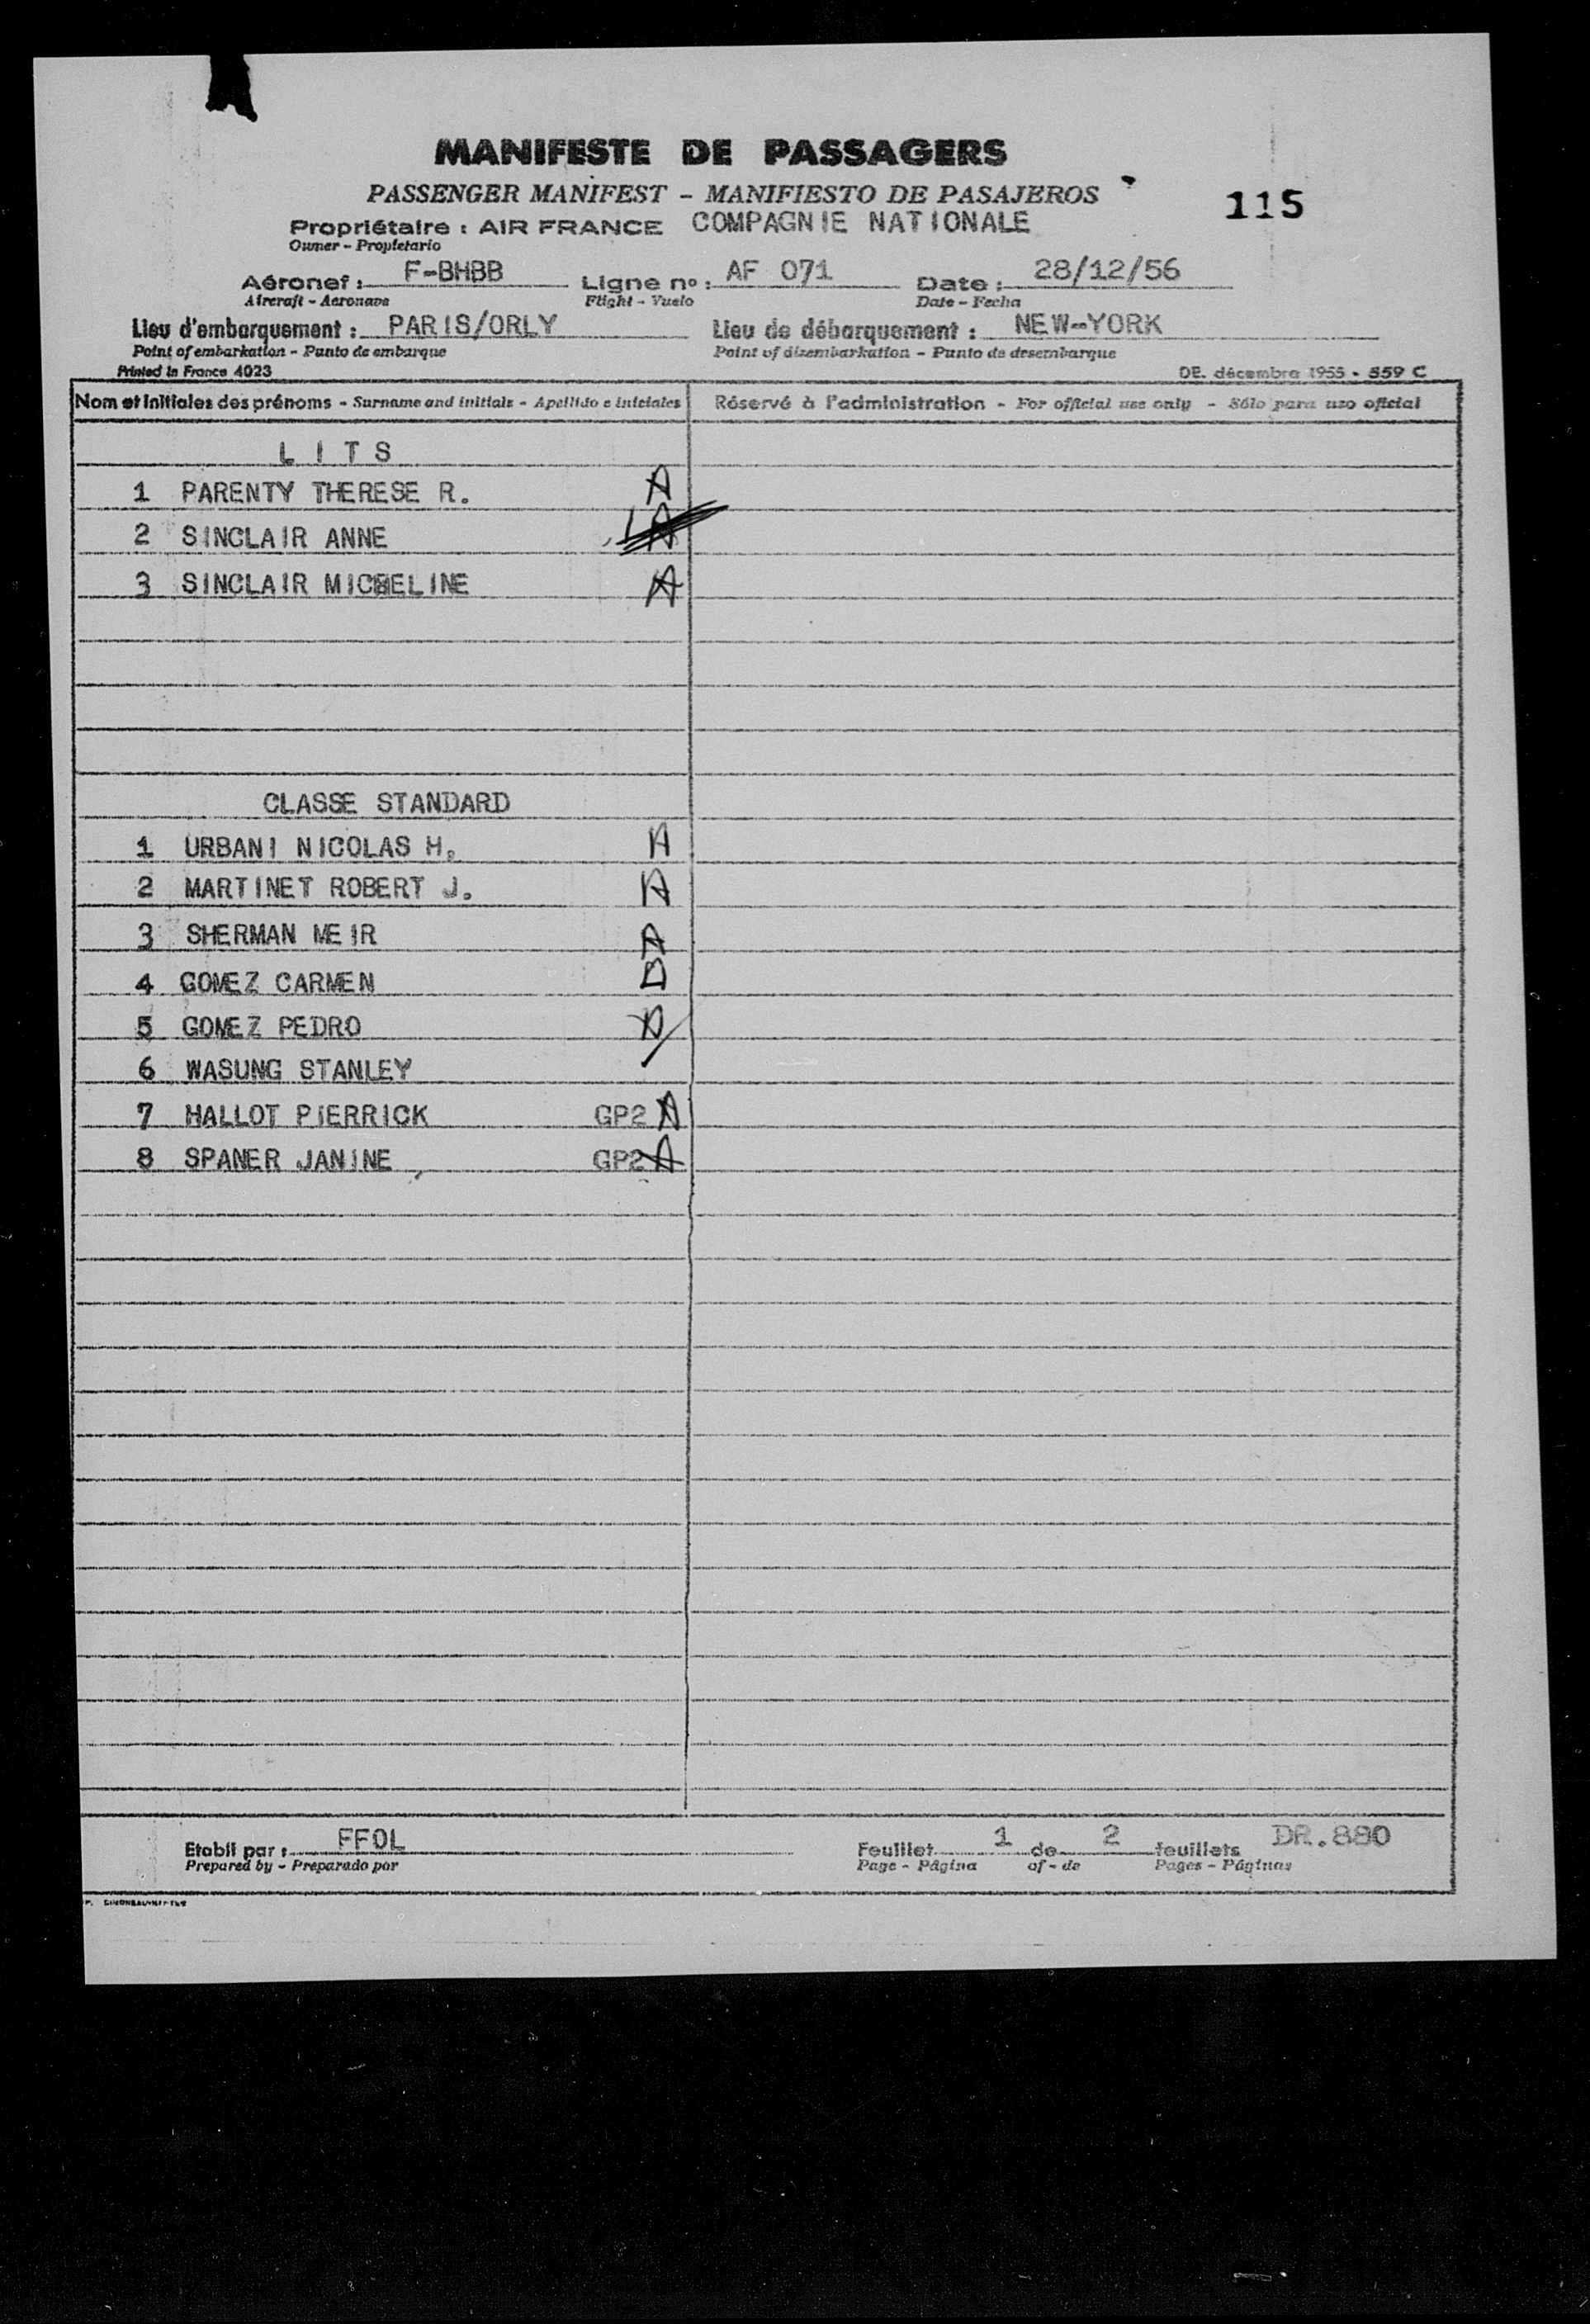 MANIFESTE DE PASSAGERS
PASSENGER MANIFEST - MANIFIESTO DE PASAJEROS
115
Propriétaire : AIR FRANCE COMPAGNIE NATIONALE
Owner - Propietario
Aéronef : F-BHBB Ligne no : AF 071 Date : 28/12/56
Aircraft - Aeronave Flight - Vuelo Date - Fecha
Lieu d'embarquement : PARIS/ORLY Lieu de débarquement : NEW-YORK
Point of embarkation - Punto de embarque Point of disembarkation - Punto de desembarque
Printed in France 4023 DE. décembre 1955 - 559 C
Nom et initiales des prénoms - Surname and initials - Apellido e iniciales Réservé à l'administration - For official use only - Sólo para uso oficial
L I T S
1 PARENTY THERESE R. A
2 SINCLAIR ANNE
3 SINCLAIR MICHELINE A
CLASSE STANDARD
1 URBANI NICOLAS H. A
2 MARTINET ROBERT J. A
3 SHERMAN MEIR A
4 GOMEZ CARMEN
5 GOMEZ PEDRO
6 WASUNG STANLEY
7 HALLOT PIERRICK GP2 A
8 SPANER JANINE GP2 A
Etabli par : FFOL Feuillet 1 de 2 feuillets DR.880
Prepared by - Preparado por Page - Página of - de Pages - Páginas